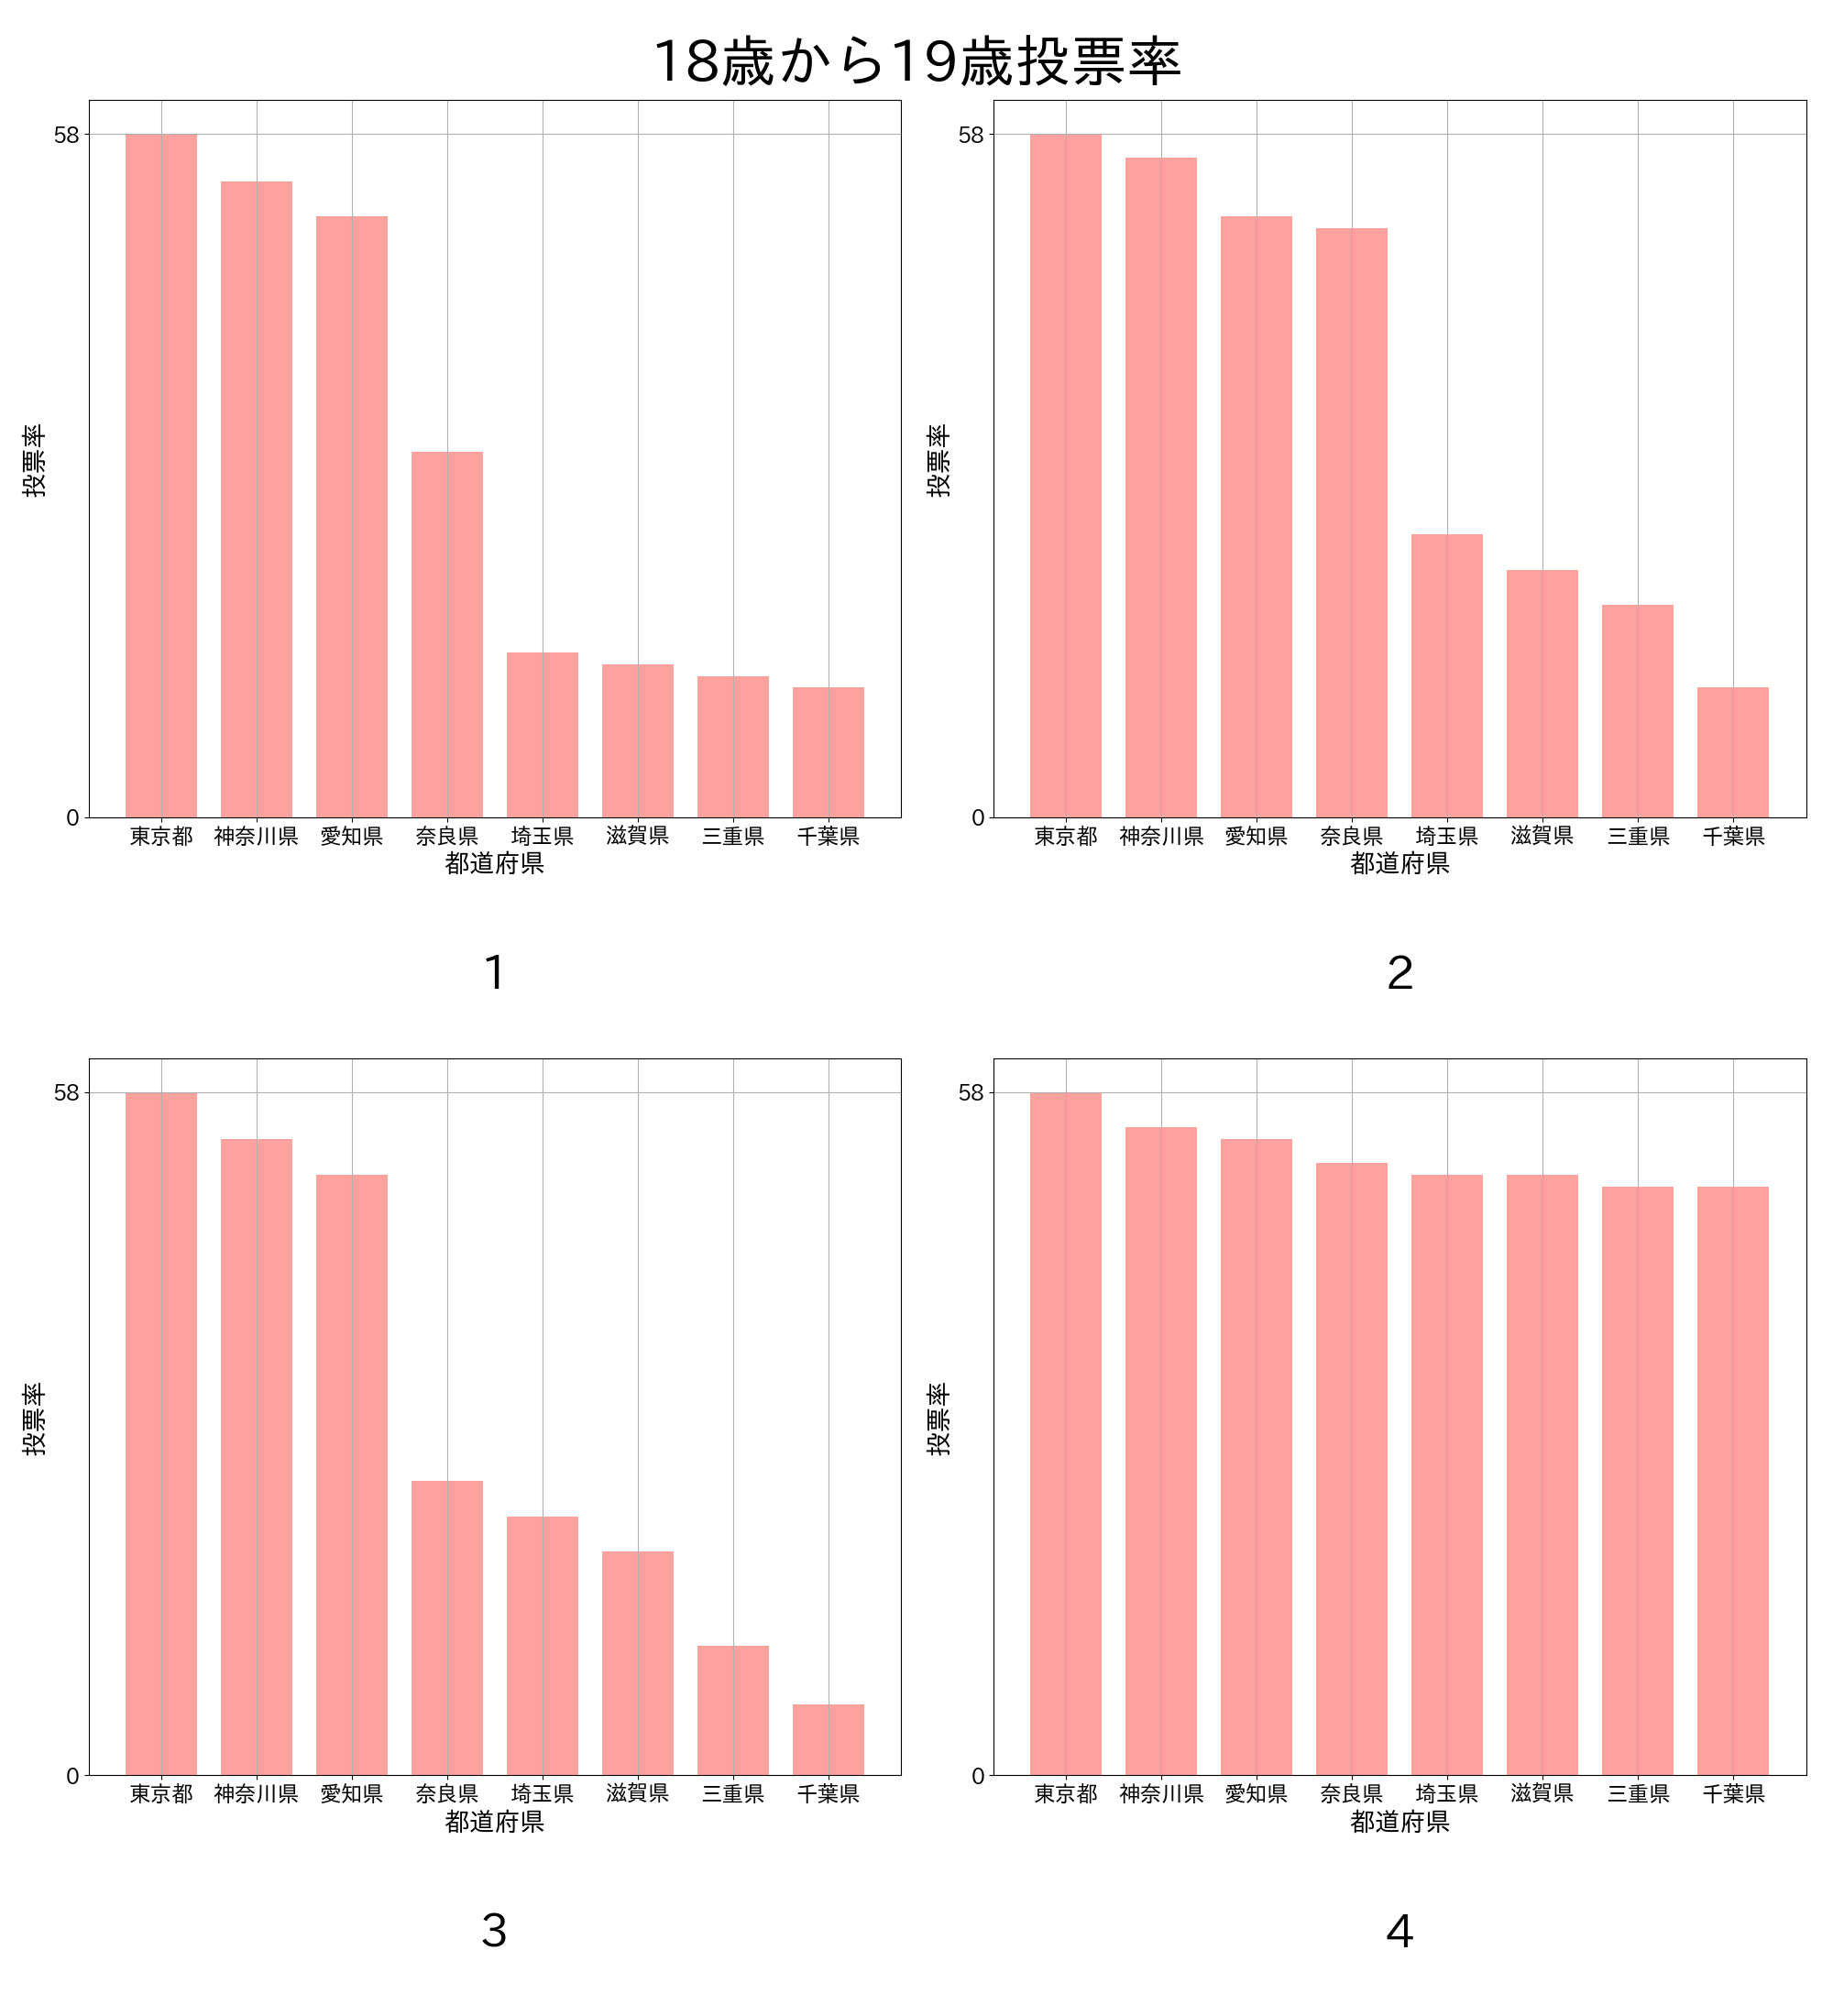 18歳から19歳投票率
58
投票率
0
東京都 神奈川県 愛知県 奈良県 埼玉県 滋賀県 三重県 千葉県
都道府県
1
58
投票率
0
東京都 神奈川県 愛知県 奈良県 埼玉県 滋賀県 三重県 千葉県
都道府県
2
58
投票率
0
東京都 神奈川県 愛知県 奈良県 埼玉県 滋賀県 三重県 千葉県
都道府県
3
58
投票率
0
東京都 神奈川県 愛知県 奈良県 埼玉県 滋賀県 三重県 千葉県
都道府県
4